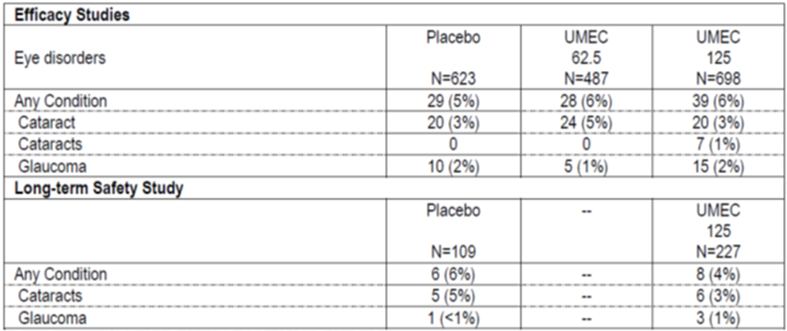 Efficacy Studies
Placebo UMEC UMEC
Eye disorders 62.5 125
N=623 N=487 N=698
Any Condition 29 (5%) 28 (6%) 39 (6%)
Cataract 20 (3%) 24 (5%) 20 (3%)
Cataracts 0 0 7 (1%)
Glaucoma 10 (2%) 5 (1%) 15 (2%)
Long-term Safety Study
Placebo -- UMEC
125
N=109 N=227
Any Condition 6 (6%) -- 8 (4%)
Cataracts 5 (5%) -- 6 (3%)
Glaucoma 1 (<1%) -- 3 (1%)